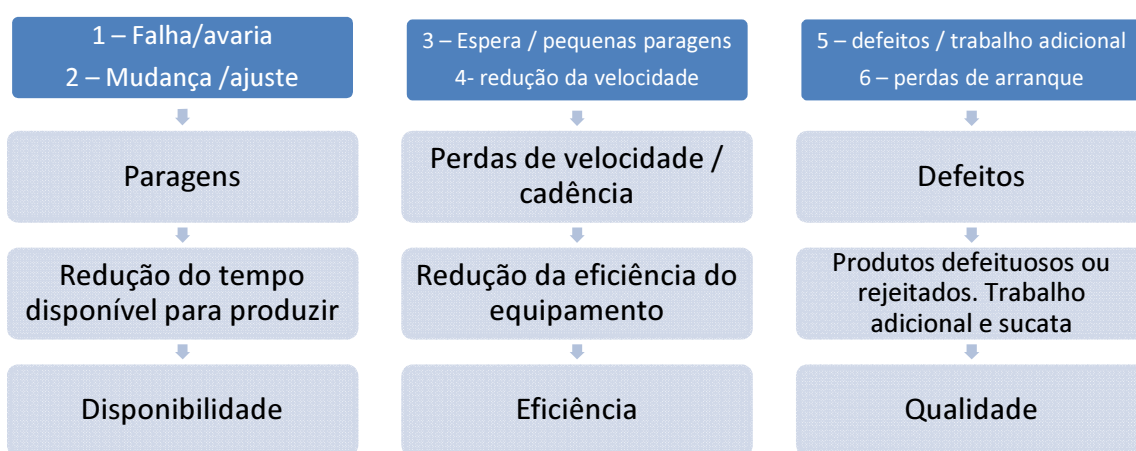 1 – Falha/avaria
2 – Mudança /ajuste
Paragens
Redução do tempo
disponível para produzir
Disponibilidade
3 – Espera / pequenas paragens
4- redução da velocidade
Perdas de velocidade /
cadência
Redução da eficiência do
equipamento
Eficiência
5 – defeitos / trabalho adicional
6 – perdas de arranque
Defeitos
Produtos defeituosos ou
rejeitados. Trabalho
adicional e sucata
Qualidade